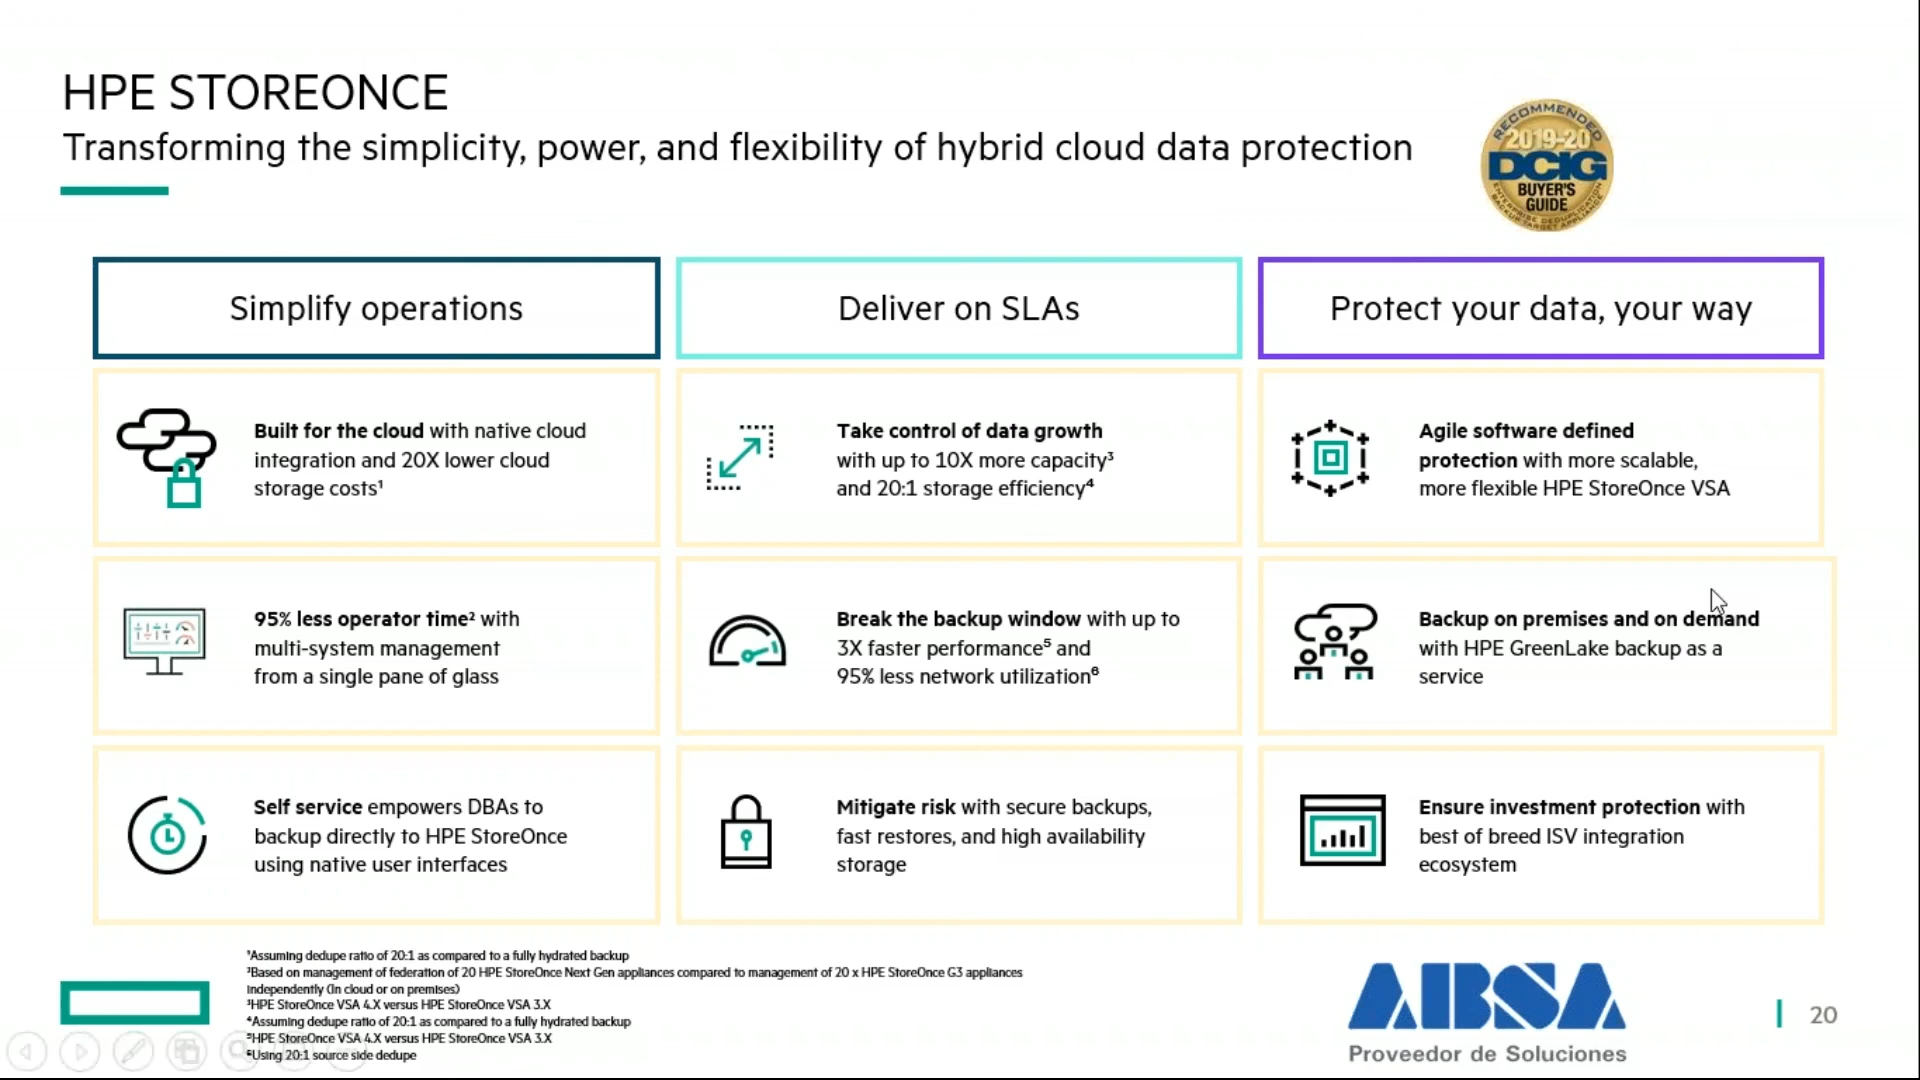 HPE STOREONCE
Transforming the simplicity, power, and flexibility of hybrid cloud data protection
RECOMMENDED
2019-20
DCIG
BUYER'S
GUIDE
ENTERPRISE DEDUPLICATION
BACKUP TARGET APPLIANCE
Simplify operations
Deliver on SLAs
Protect your data, your way
Built for the cloud with native cloud
integration and 20X lower cloud
storage costs¹
Take control of data growth
with up to 10X more capacity³
and 20:1 storage efficiency⁴
Agile software defined
protection with more scalable,
more flexible HPE StoreOnce VSA
95% less operator time² with
multi-system management
from a single pane of glass
Break the backup window with up to
3X faster performance⁵ and
95% less network utilization⁶
Backup on premises and on demand
with HPE GreenLake backup as a
service
Self service empowers DBAs to
backup directly to HPE StoreOnce
using native user interfaces
Mitigate risk with secure backups,
fast restores, and high availability
storage
Ensure investment protection with
best of breed ISV integration
ecosystem
¹Assuming dedupe ratio of 20:1 as compared to a fully hydrated backup
²Based on management of federation of 20 HPE StoreOnce Next Gen appliances compared to management of 20 x HPE StoreOnce G3 appliances
independently (in cloud or on premises)
³HPE StoreOnce VSA 4.X versus HPE StoreOnce VSA 3.X
⁴Assuming dedupe ratio of 20:1 as compared to a fully hydrated backup
⁵HPE StoreOnce VSA 4.X versus HPE StoreOnce VSA 3.X
⁶Using 20:1 source side dedupe
ABSA
Proveedor de Soluciones
20